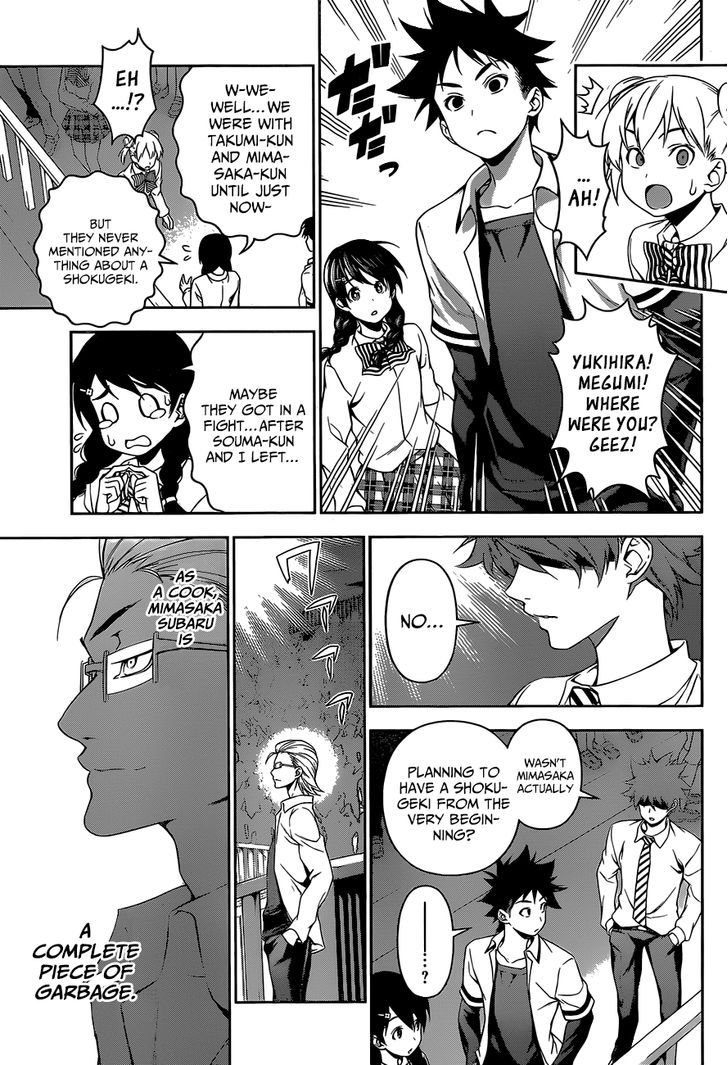 ...
AH!
YUKIHIRA!
MEGUMI!
WHERE
WERE YOU?
GEEZ!
ババッ
W-WE-
WELL...WE
WERE WITH
TAKUMI-KUN
AND MIMA-
SAKA-KUN
UNTIL JUST
NOW-
EH
....!?
BUT
THEY NEVER
MENTIONED ANY-
THING ABOUT A
SHOKUGEKI.
MAYBE
THEY GOT IN A
FIGHT...AFTER
SOUMA-KUN
AND I LEFT...
NO...
WASN'T
MIMASAKA
ACTUALLY
PLANNING TO
HAVE A SHOKU-
GEKI FROM THE
VERY BEGIN-
NING?
――....?
AS
A COOK,
MIMASAKA
SUBARU
IS
A
COMPLETE
PIECE OF
GARBAGE.